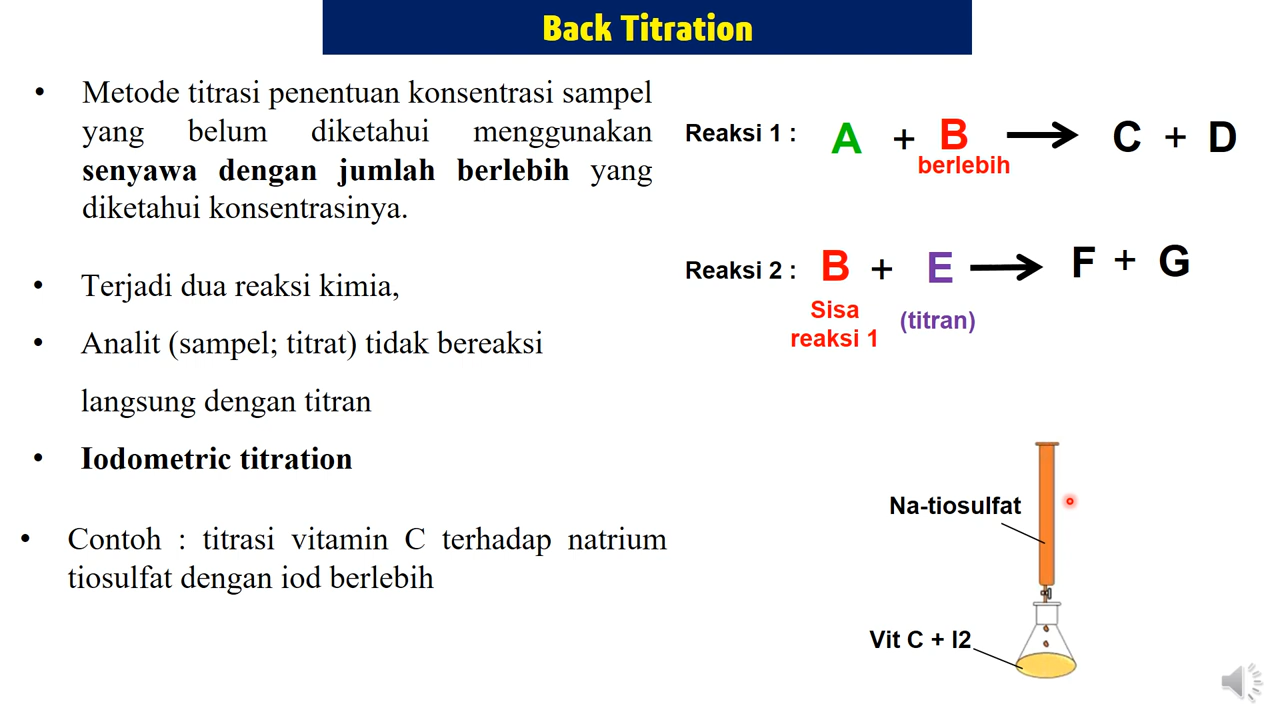 Back Titration
• Metode titrasi penentuan konsentrasi sampel
yang belum diketahui menggunakan
senyawa dengan jumlah berlebih yang
diketahui konsentrasinya.
• Terjadi dua reaksi kimia,
• Analit (sampel; titrat) tidak bereaksi
langsung dengan titran
• Iodometric titration
• Contoh : titrasi vitamin C terhadap natrium
tiosulfat dengan iod berlebih
Reaksi 1 : A + B → C + D
berlebih
Reaksi 2 : B + E → F + G
Sisa
reaksi 1
(titran)
Na-tiosulfat
Vit C + I2